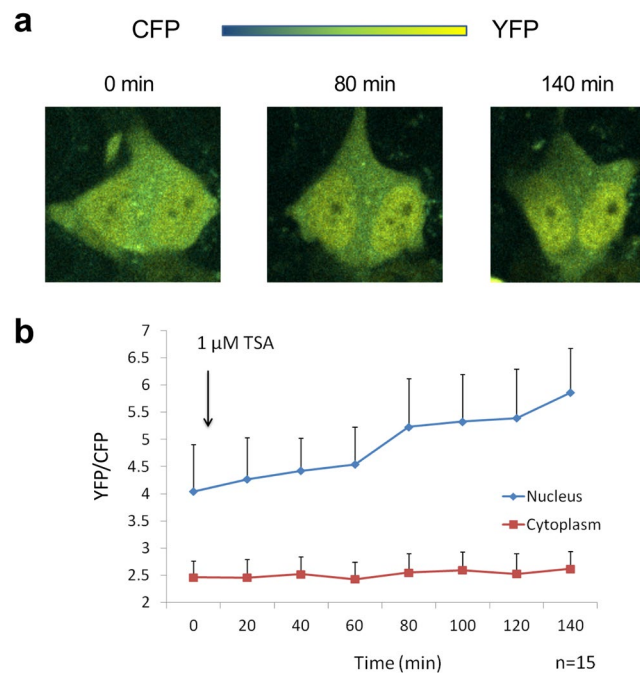 a
CFP YFP
0 min 80 min 140 min
b
7
6.5
6
5.5
5
4.5
4
3.5
3
2.5
2
YFP/CFP
1 μM TSA
Nucleus
Cytoplasm
0 20 40 60 80 100 120 140
Time (min) n=15